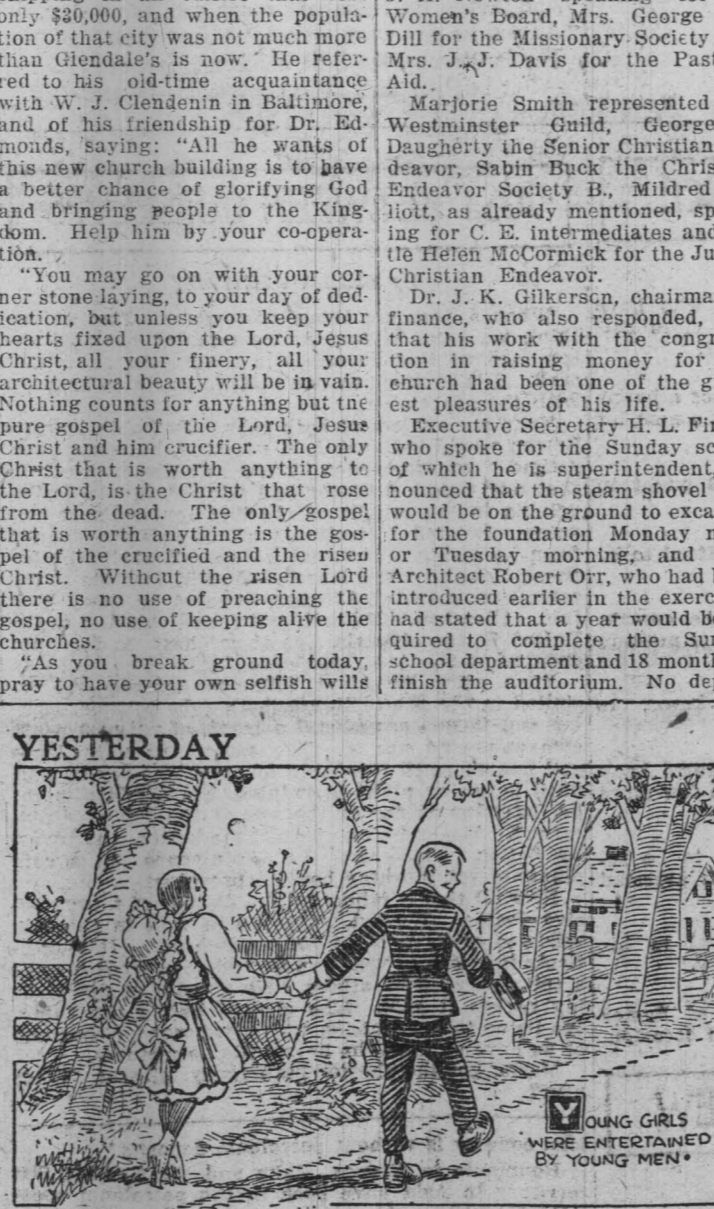 only $30,000, and when the popula-
tion of that city was not much more
than Glendale's is now. He refer-
red to his old-time acquaintance
with W. J. Clendenin in Baltimore,
and of his friendship for Dr. Ed-
monds, saying: "All he wants of
this new church building is to have
a better chance of glorifying God
and bringing people to the King-
dom. Help him by your co-opera-
tion.
"You may go on with your cor-
ner stone laying, to your day of ded-
ication, but unless you keep your
hearts fixed upon the Lord, Jesus
Christ, all your finery, all your
architectural beauty will be in vain.
Nothing counts for anything but tne
pure gospel of the Lord, Jesus
Christ and him crucifier. The only
Christ that is worth anything to
the Lord, is the Christ that rose
from the dead. The only gospel
that is worth anything is the gos-
pel of the crucified and the risen
Christ. Without the risen Lord
there is no use of preaching the
gospel, no use of keeping alive the
churches.
"As you break ground today,
pray to have your own selfish wills
Women's Board, Mrs. George
Dill for the Missionary Society
Mrs. J. J. Davis for the Past
Aid.
Marjorie Smith represented
Westminster Guild, George
Daugherty the Senior Christian
deavor, Sabin Buck the Chris
Endeavor Society B., Mildred
liott, as already mentioned, sp
ing for C. E. intermediates and
tle Helen McCormick for the Ju
Christian Endeavor.
Dr. J. K. Gilkerson, chairma
finance, who also responded,
that his work with the congr
tion in raising money for
church had been one of the g
est pleasures of his life.
Executive Secretary H. L. Fin
who spoke for the Sunday sc
of which he is superintendent,
nounced that the steam shovel
would be on the ground to exca
for the foundation Monday n
or Tuesday morning, and
Architect Robert Orr, who had
introduced earlier in the exerc
had stated that a year would be
quired to complete the Sun
school department and 18 month
finish the auditorium. No de
YESTERDAY
YOUNG GIRLS
WERE ENTERTAINED
BY YOUNG MEN.